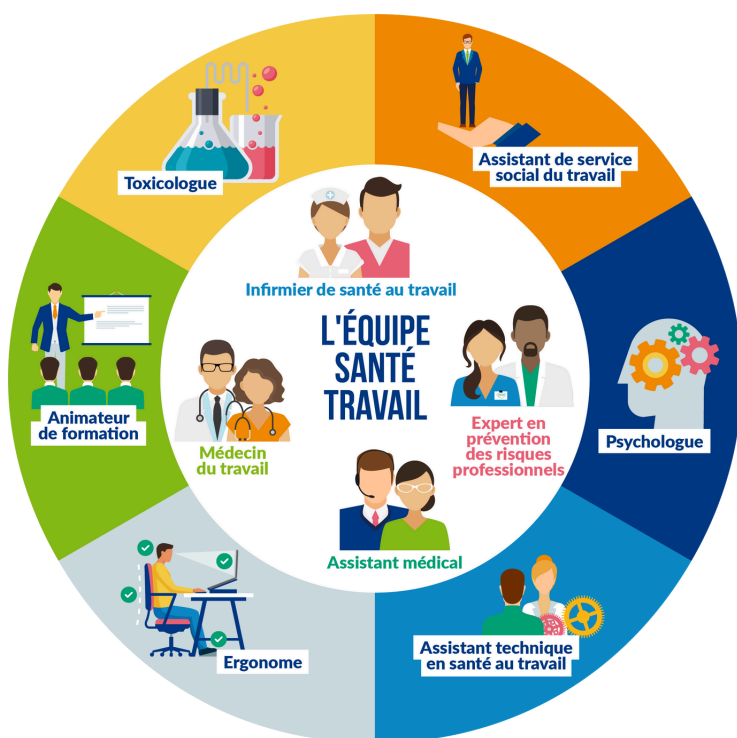 Toxicologue
Assistant de service
social du travail
Infirmier de santé au travail
L'ÉQUIPE
SANTÉ
TRAVAIL
Animateur
de formation
Médecin
du travail
Expert en
prévention
des risques
professionnels
Psychologue
Assistant médical
Ergonome
Assistant technique
en santé au travail